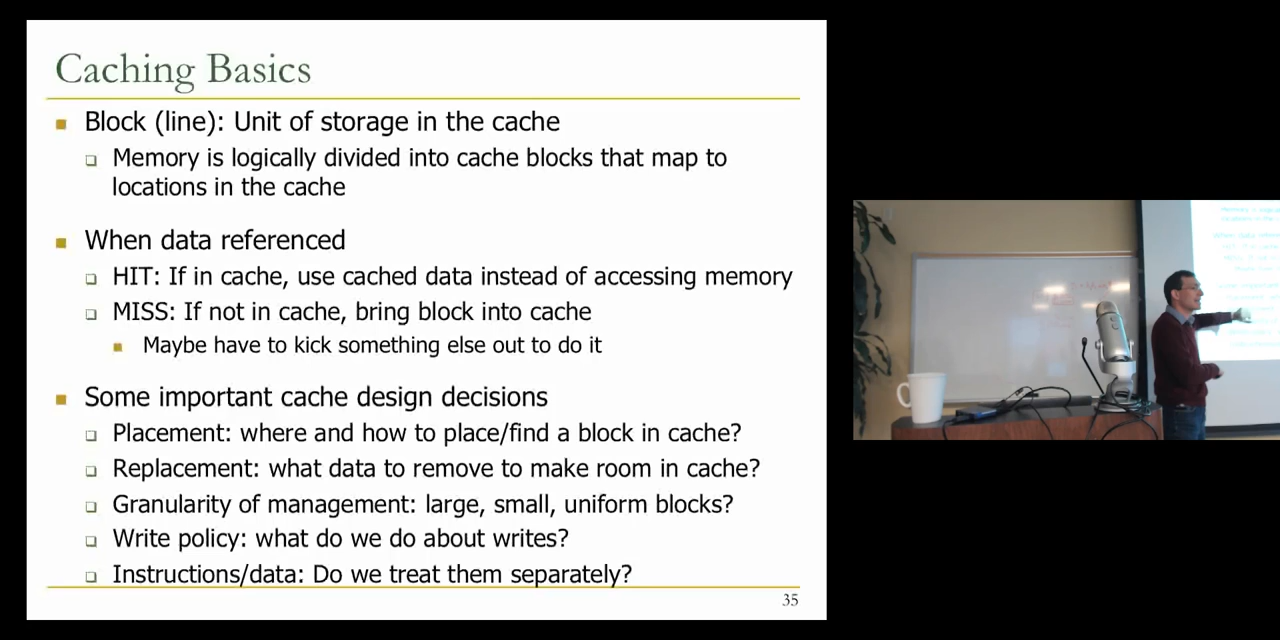 Caching Basics
Block (line): Unit of storage in the cache
Memory is logically divided into cache blocks that map to
locations in the cache
When data referenced
HIT: If in cache, use cached data instead of accessing memory
MISS: If not in cache, bring block into cache
Maybe have to kick something else out to do it
Some important cache design decisions
Placement: where and how to place/find a block in cache?
Replacement: what data to remove to make room in cache?
Granularity of management: large, small, uniform blocks?
Write policy: what do we do about writes?
Instructions/data: Do we treat them separately?
35